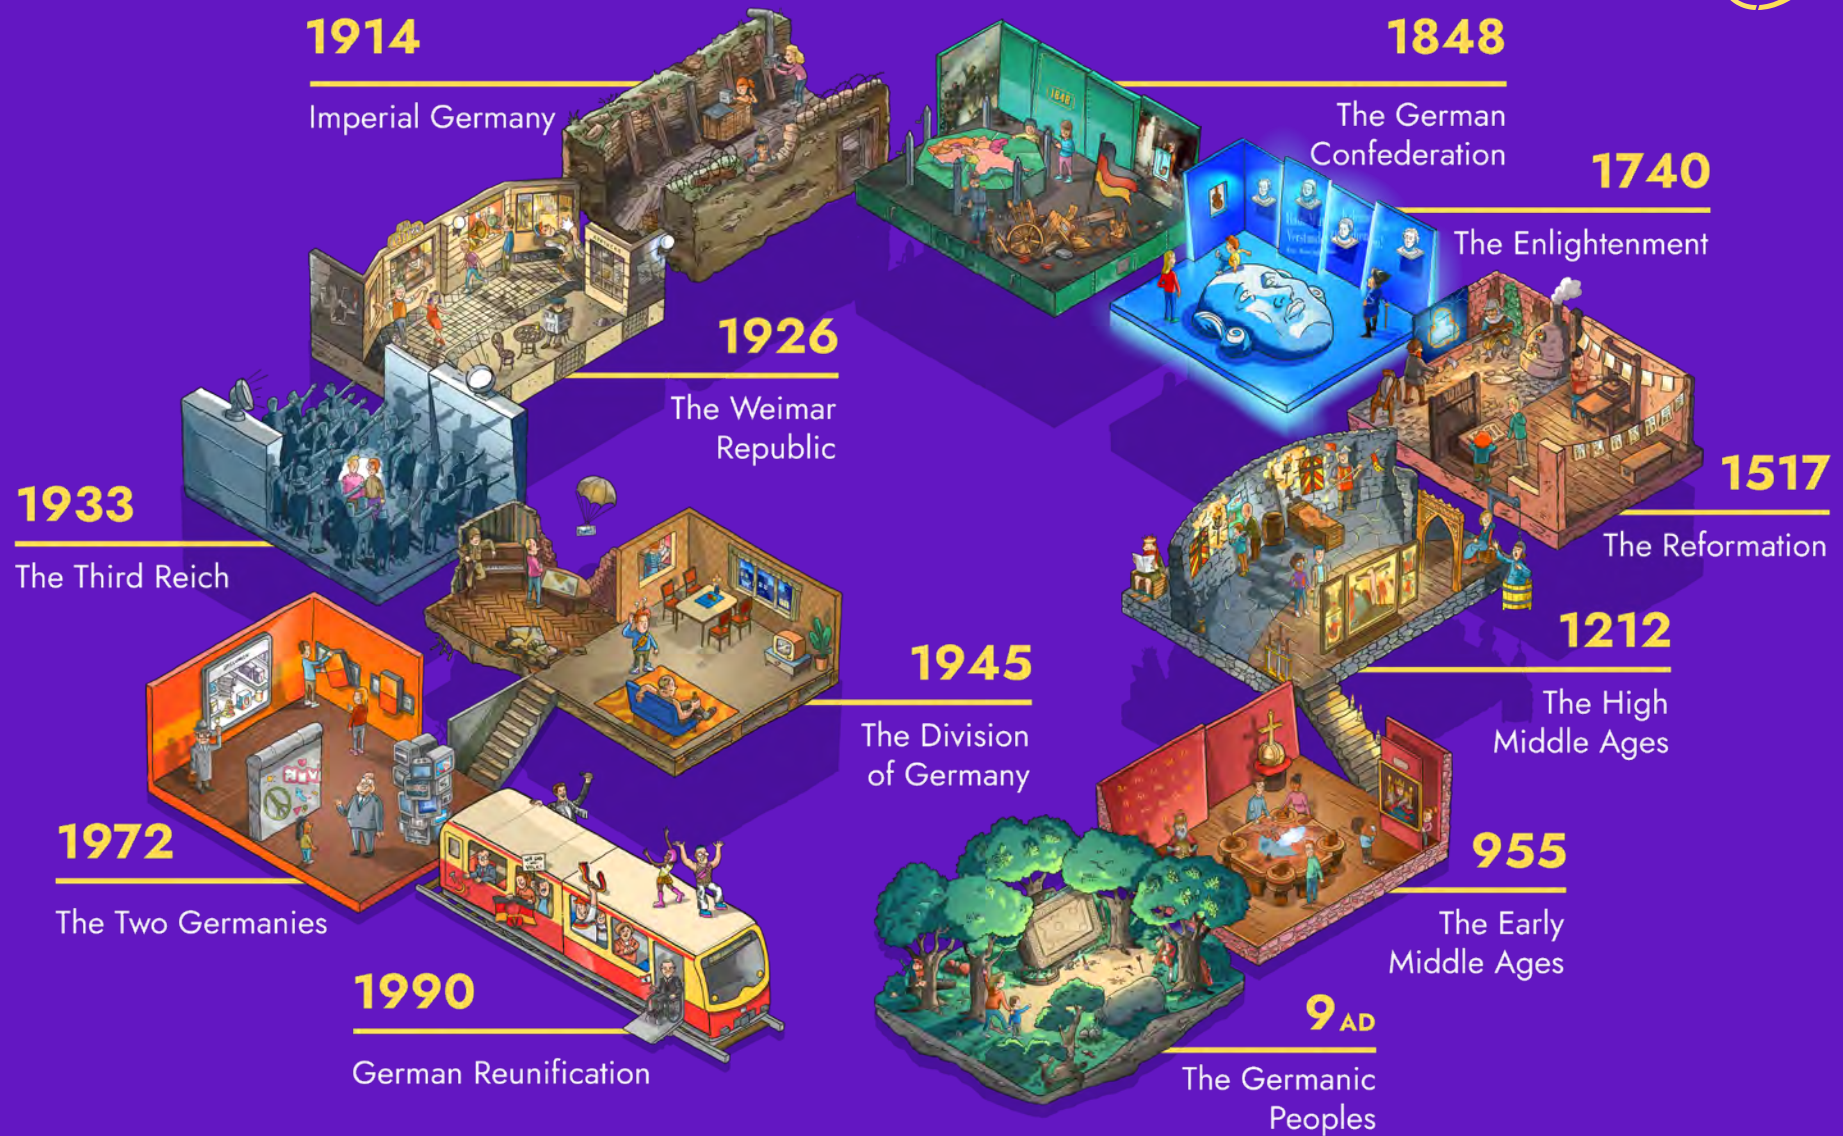 1914
Imperial Germany
1848
The German
Confederation
1848
1740
The Enlightenment
1926
The Weimar
Republic
1517
The Reformation
1933
The Third Reich
1212
The High
Middle Ages
1945
The Division
of Germany
955
The Early
Middle Ages
1972
The Two Germanies
1990
German Reunification
9 AD
The Germanic
Peoples